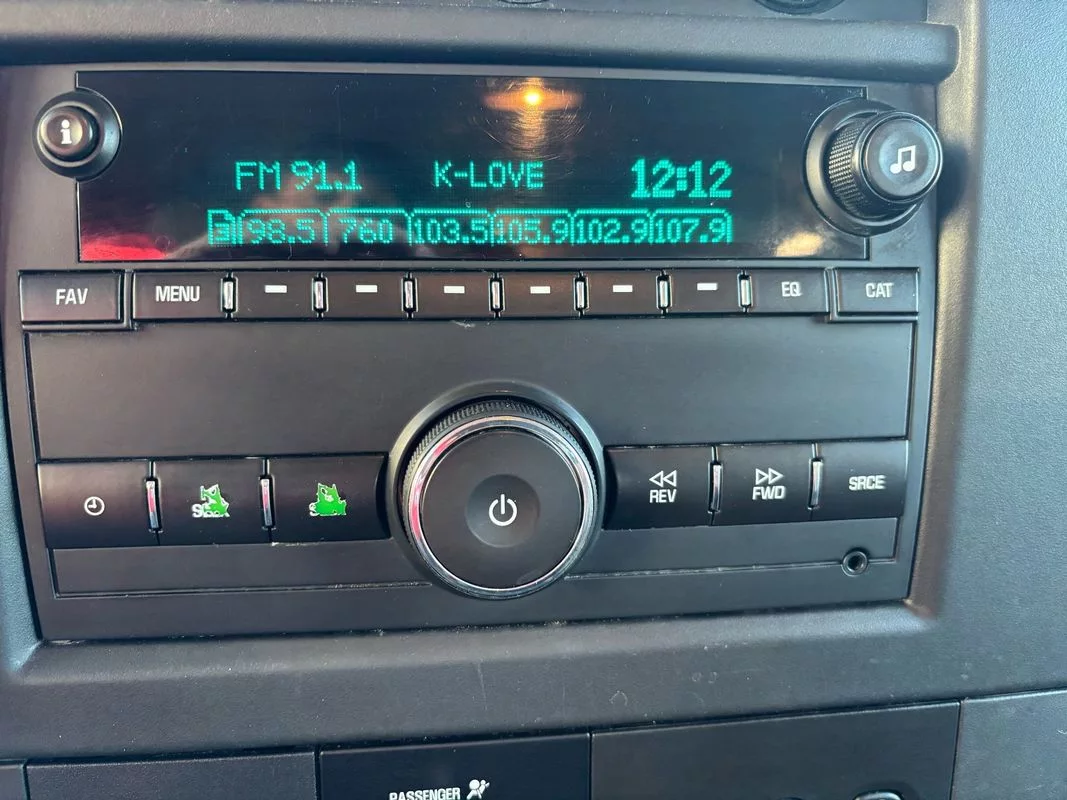 i
FM 91.1 K-LOVE 12:12
98.5 760 103.5 105.9 102.9 107.9
FAV MENU EQ CAT
REV FWD SRCE
PASSENGER